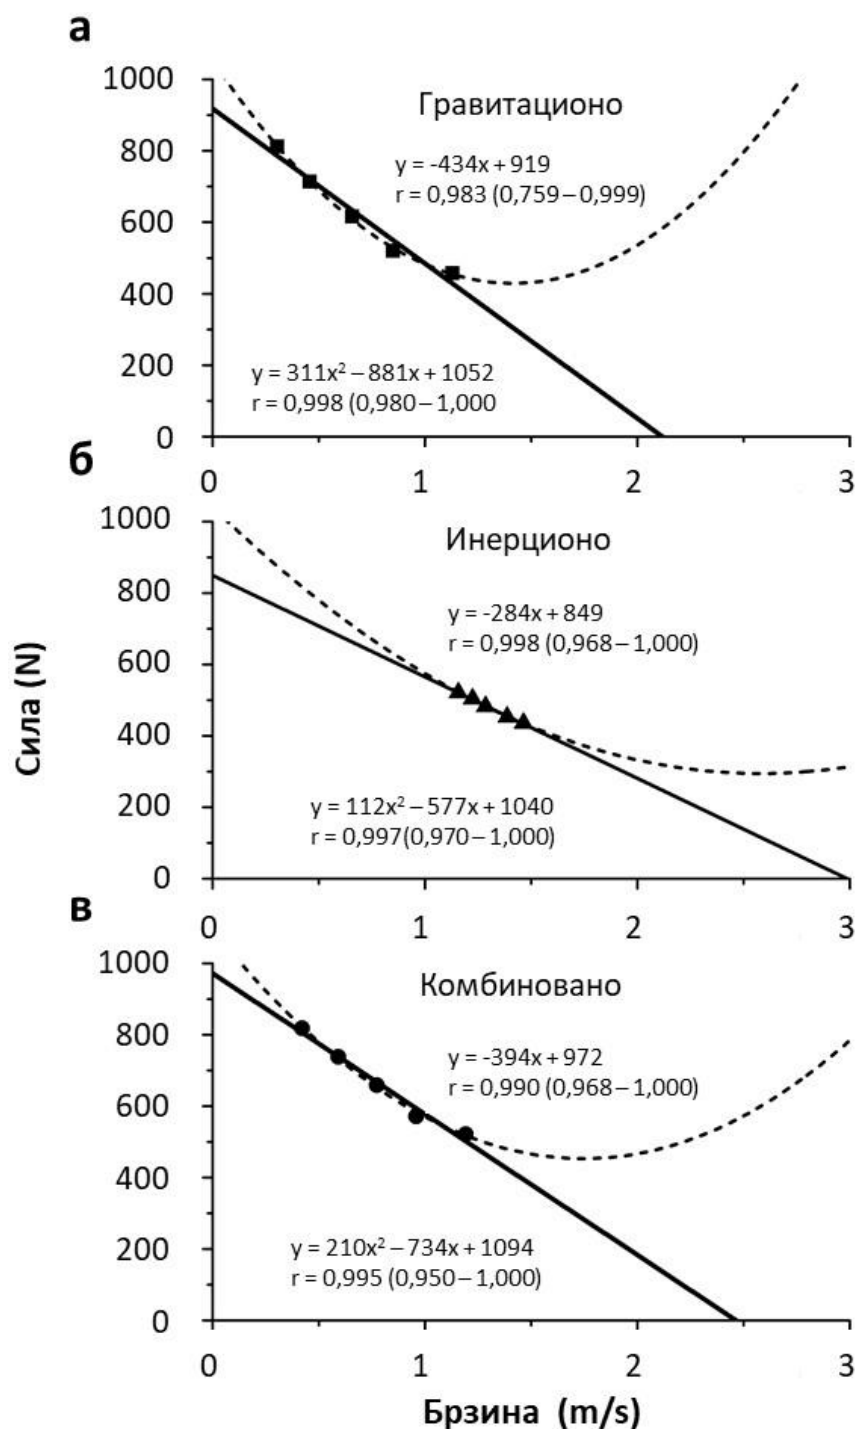 а
1000
800
600
400
200
0
Гравитационо
y = -434x + 919
r = 0,983 (0,759 – 0,999)
y = 311x² – 881x + 1052
r = 0,998 (0,980 – 1,000
0 1 2 3
б
1000
800
600
400
200
0
Инерционо
y = -284x + 849
r = 0,998 (0,968 – 1,000)
y = 112x² – 577x + 1040
r = 0,997(0,970 – 1,000)
0 1 2 3
Сила (N)
в
1000
800
600
400
200
0
Комбиновано
y = -394x + 972
r = 0,990 (0,968 – 1,000)
y = 210x² – 734x + 1094
r = 0,995 (0,950 – 1,000)
0 1 2 3
Брзина (m/s)